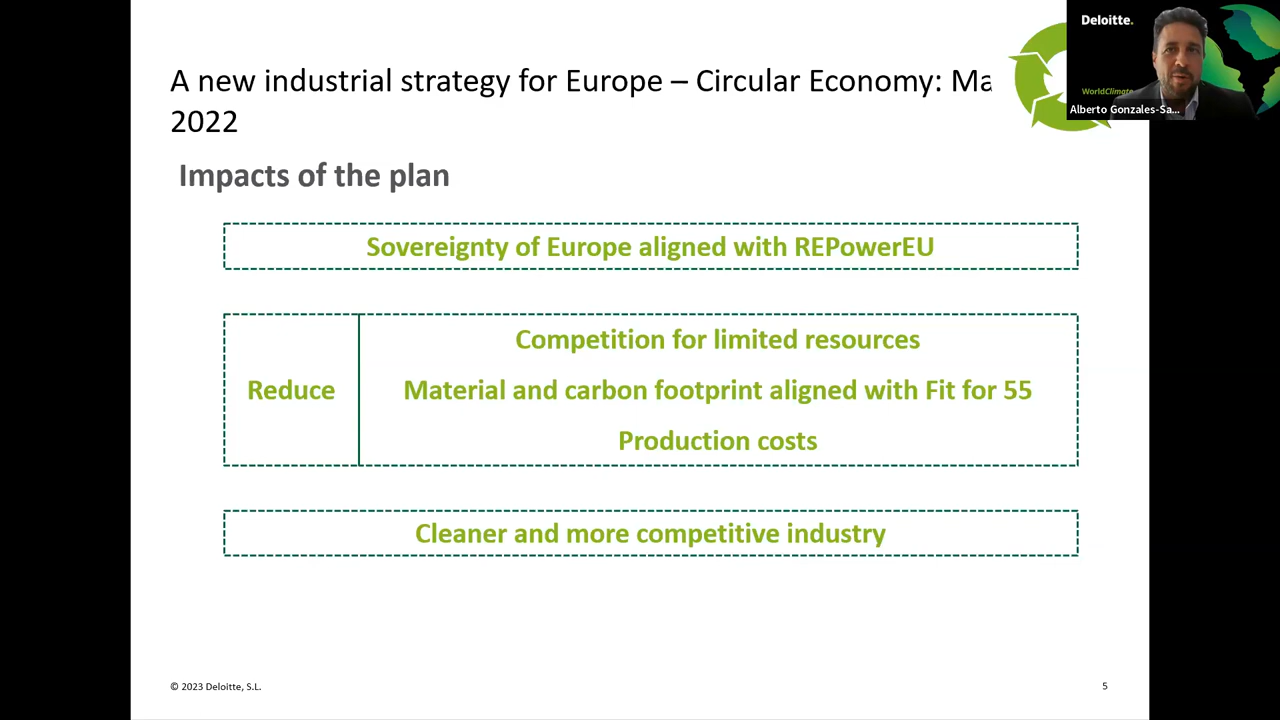 A new industrial strategy for Europe – Circular Economy: Ma
2022
Impacts of the plan
Sovereignty of Europe aligned with REPowerEU
Reduce
Competition for limited resources
Material and carbon footprint aligned with Fit for 55
Production costs
Cleaner and more competitive industry
© 2023 Deloitte, S.L.
5
Deloitte.
WorldClimate
Alberto Gonzales-Sa...